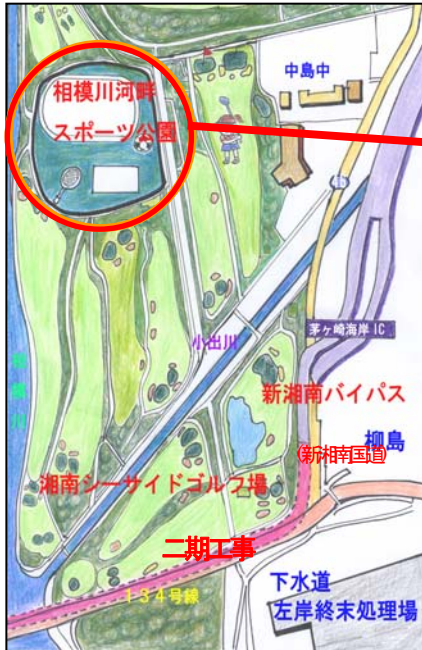 相模川河畔
スポーツ公園
中島中
相模川
小出川
茅ヶ崎海岸IC
新湘南バイパス
(新湘南国道)
柳島
湘南シーサイドゴルフ場
二期工事
134号線
下水道
左岸終末処理場